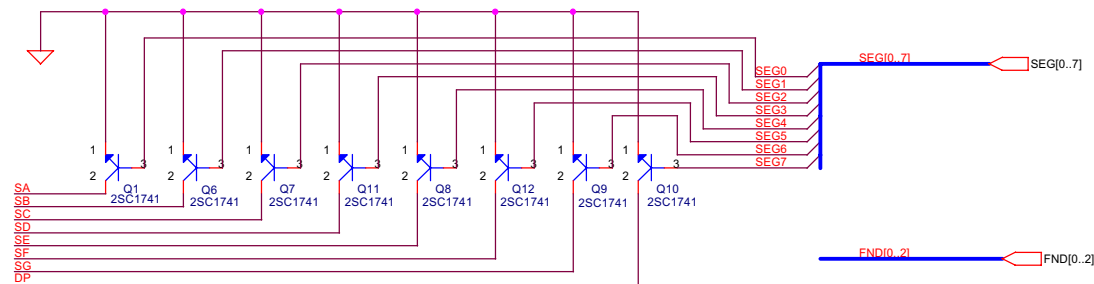 SEG[0..7]
SEG[0..7]
SEG0
SEG1
SEG2
SEG3
SEG4
SEG5
SEG6
SEG7
1 1 1 1 1 1 1 1
3 3 3 3 3 3 3 3
2 2 2 2 2 2 2 2
Q1 Q6 Q7 Q11 Q8 Q12 Q9 Q10
2SC1741 2SC1741 2SC1741 2SC1741 2SC1741 2SC1741 2SC1741 2SC1741
SA
SB
SC
SD
SE
SF
SG
DP
FND[0..2]
FND[0..2]